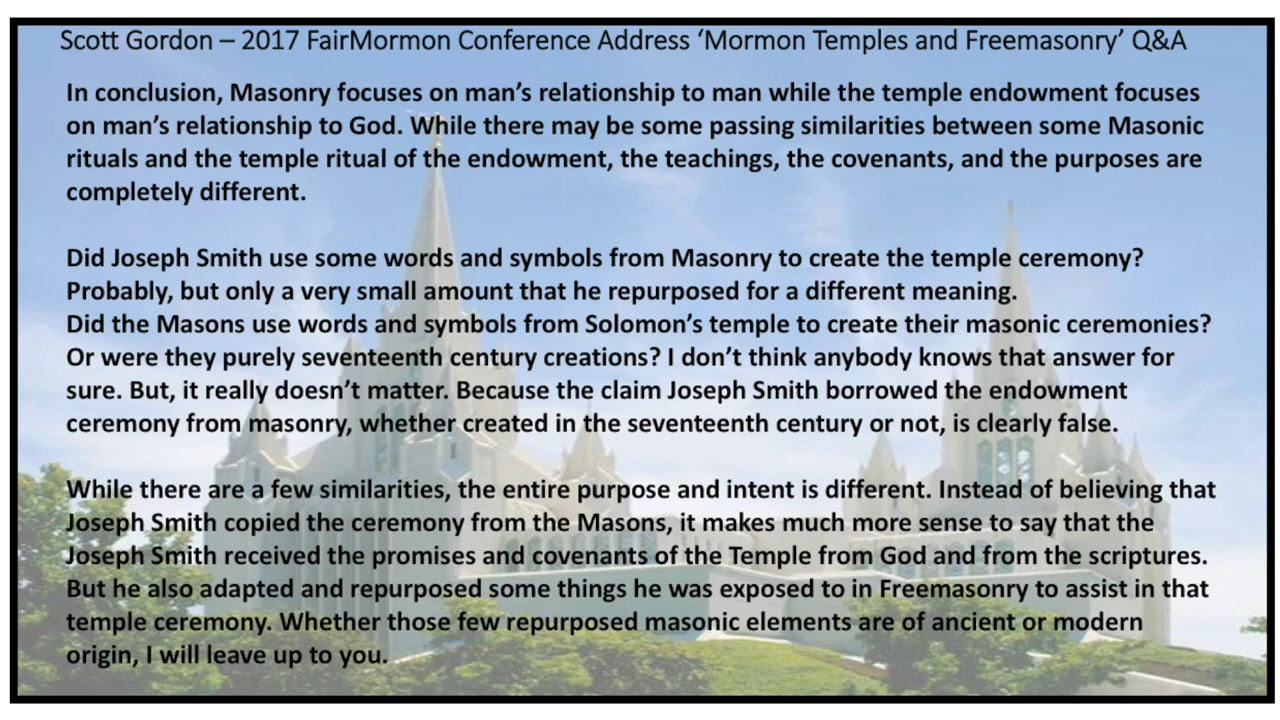 Scott Gordon – 2017 FairMormon Conference Address ‘Mormon Temples and Freemasonry’ Q&A
In conclusion, Masonry focuses on man’s relationship to man while the temple endowment focuses
on man’s relationship to God. While there may be some passing similarities between some Masonic
rituals and the temple ritual of the endowment, the teachings, the covenants, and the purposes are
completely different.
Did Joseph Smith use some words and symbols from Masonry to create the temple ceremony?
Probably, but only a very small amount that he repurposed for a different meaning.
Did the Masons use words and symbols from Solomon’s temple to create their masonic ceremonies?
Or were they purely seventeenth century creations? I don’t think anybody knows that answer for
sure. But, it really doesn’t matter. Because the claim Joseph Smith borrowed the endowment
ceremony from masonry, whether created in the seventeenth century or not, is clearly false.
While there are a few similarities, the entire purpose and intent is different. Instead of believing that
Joseph Smith copied the ceremony from the Masons, it makes much more sense to say that the
Joseph Smith received the promises and covenants of the Temple from God and from the scriptures.
But he also adapted and repurposed some things he was exposed to in Freemasonry to assist in that
temple ceremony. Whether those few repurposed masonic elements are of ancient or modern
origin, I will leave up to you.